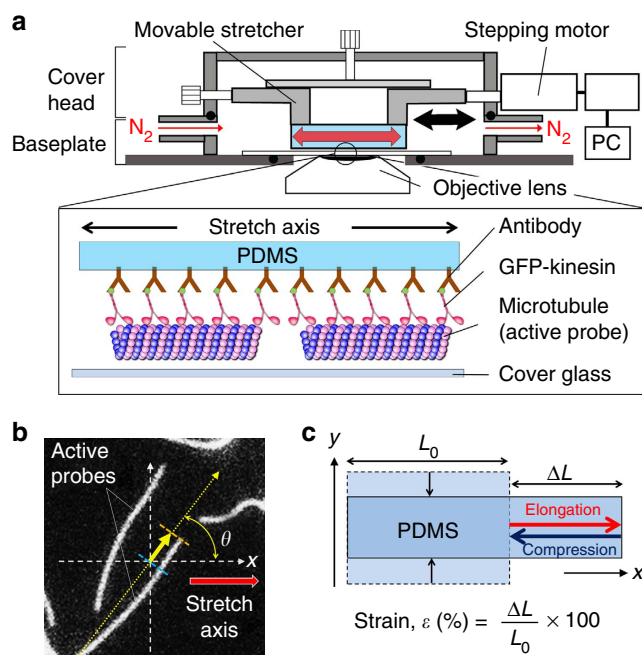 a
Movable stretcher
Stepping motor
Cover
head
Baseplate
N2
N2
PC
Objective lens
Stretch axis
PDMS
Antibody
GFP-kinesin
Microtubule
(active probe)
Cover glass
b
Active
probes
θ
x
Stretch
axis
c
y
L0
ΔL
PDMS
Elongation
Compression
x
Strain, ε (%) = ΔL / L0 × 100